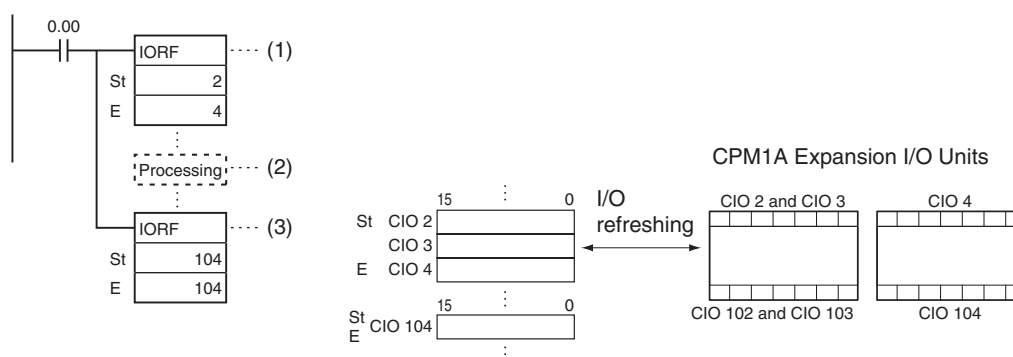 0.00
IORF
(1)
St 2
E 4
Processing
(2)
IORF
(3)
St 104
E 104
15 0
St CIO 2
CIO 3
E CIO 4
15 0
St
E CIO 104
I/O
refreshing
CPM1A Expansion I/O Units
CIO 2 and CIO 3
CIO 4
CIO 102 and CIO 103
CIO 104